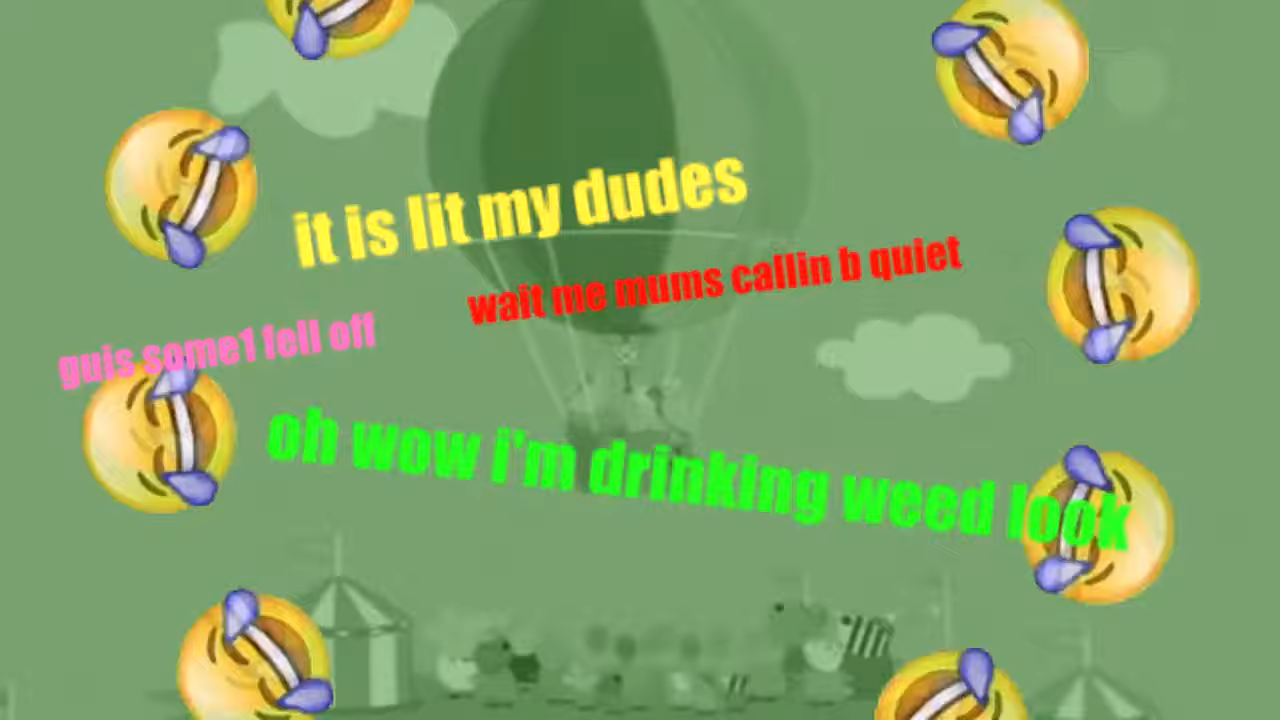 it is lit my dudes
wait me mums callin b quiet
guis some1 fell off
oh wow i'm drinking weed look